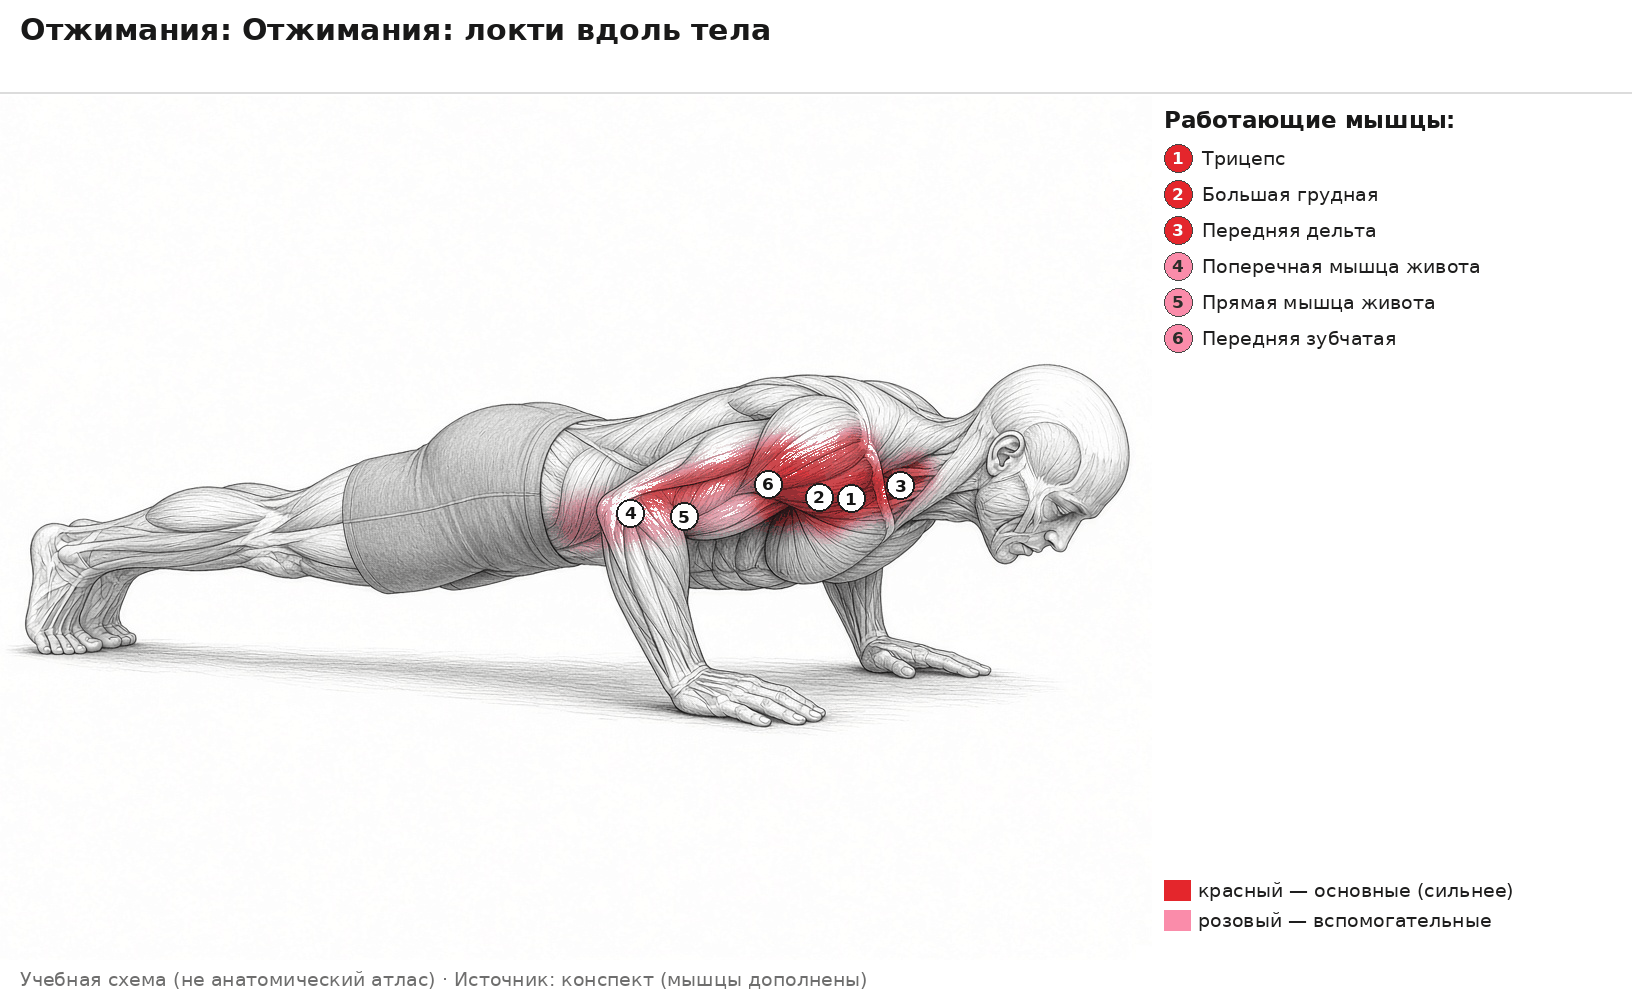 Отжимания: Отжимания: локти вдоль тела
Работающие мышцы:
1 Трицепс
2 Большая грудная
3 Передняя дельта
4 Поперечная мышца живота
5 Прямая мышца живота
6 Передняя зубчатая
6
2
1
3
4
5
красный — основные (сильнее)
розовый — вспомогательные
Учебная схема (не анатомический атлас) · Источник: конспект (мышцы дополнены)